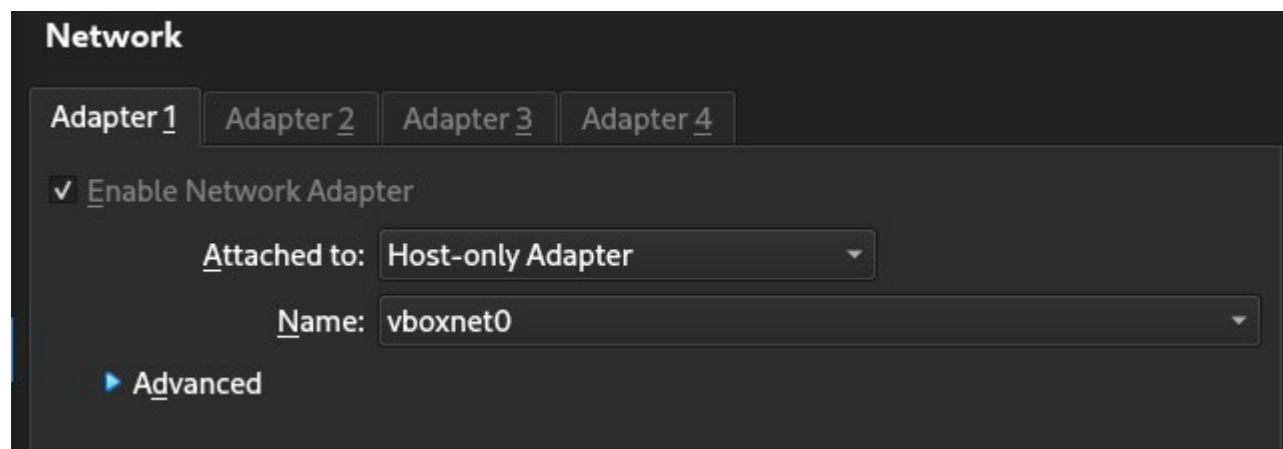 Network
Adapter 1 Adapter 2 Adapter 3 Adapter 4
Enable Network Adapter
Attached to: Host-only Adapter
Name: vboxnet0
Advanced